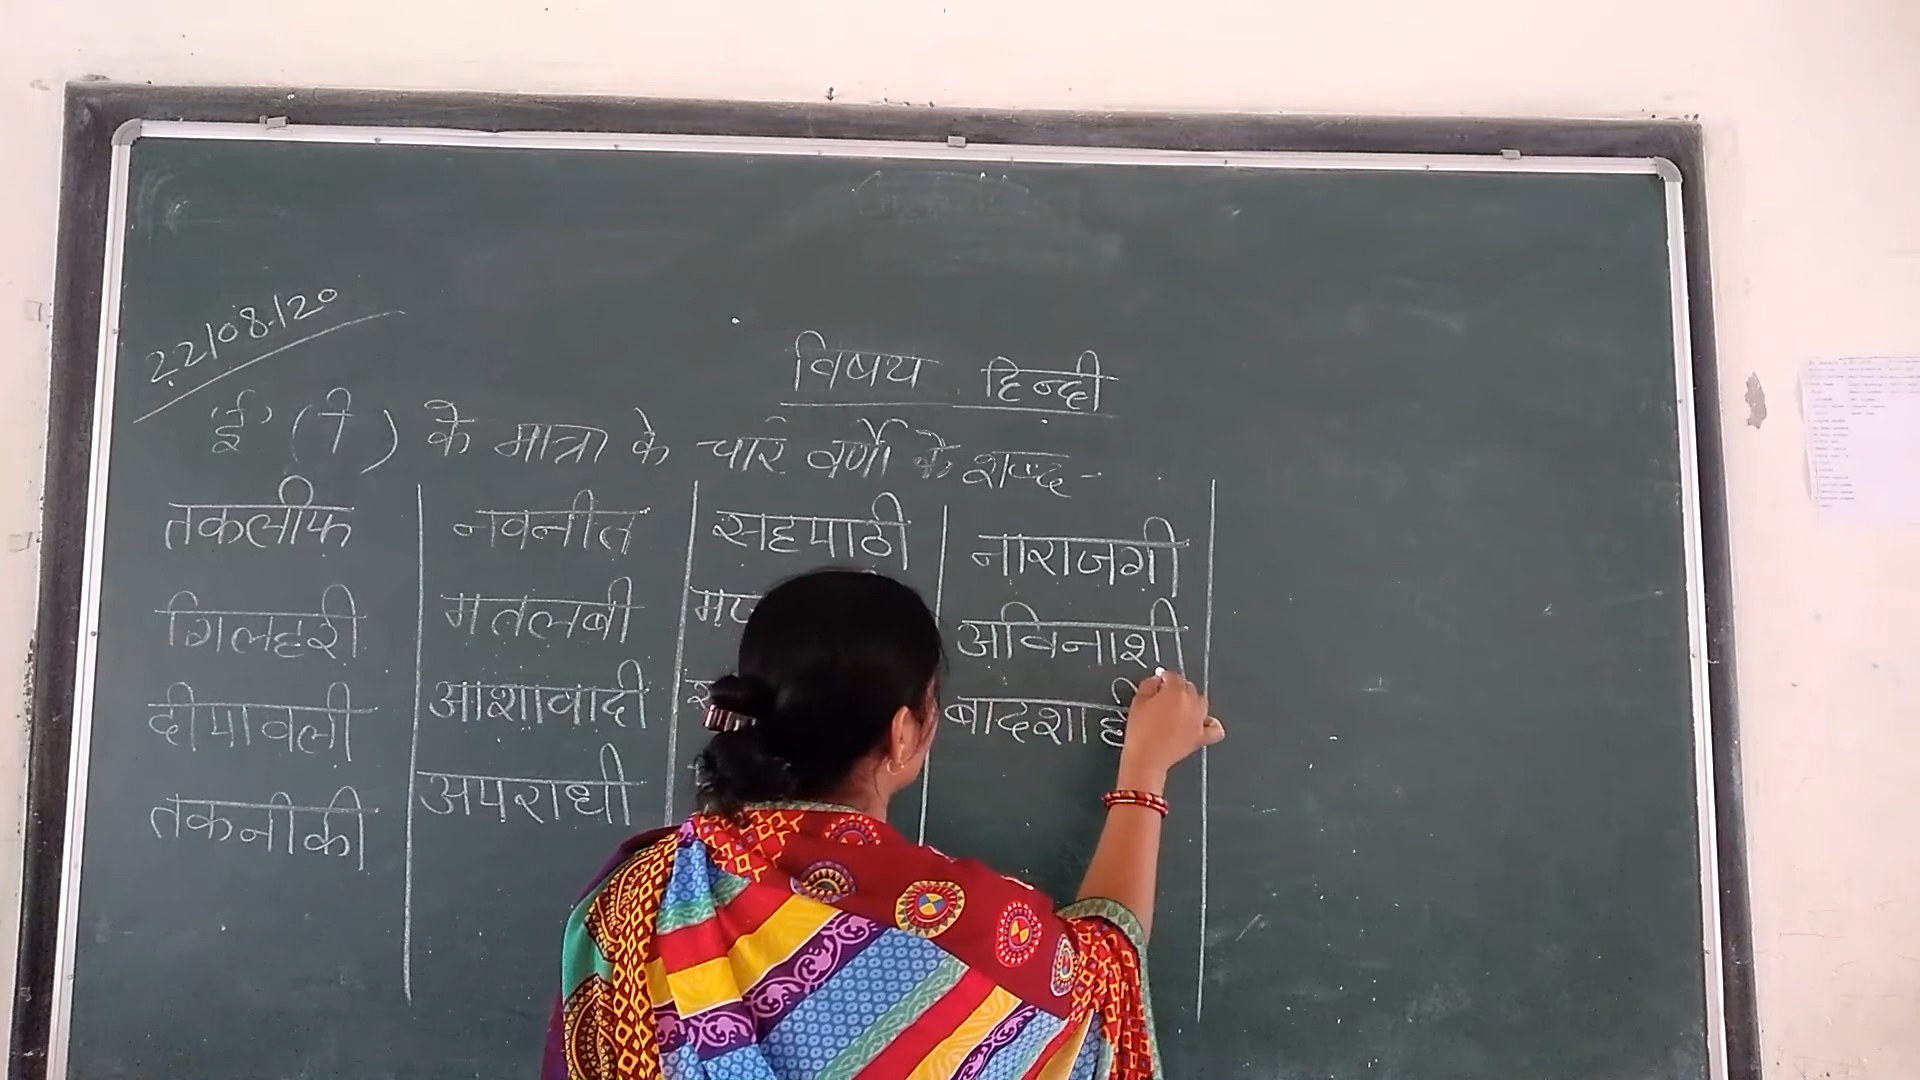 22/08/20
विषय हिन्दी
'ई' (ी) के मात्रा के चार वर्णो के शब्द-
तकलीफ नवनीत सहपाठी नाराजगी
गिलहरी मतलबी अविनाशी
दीपावली आशावादी
तकनीकी अपराधी